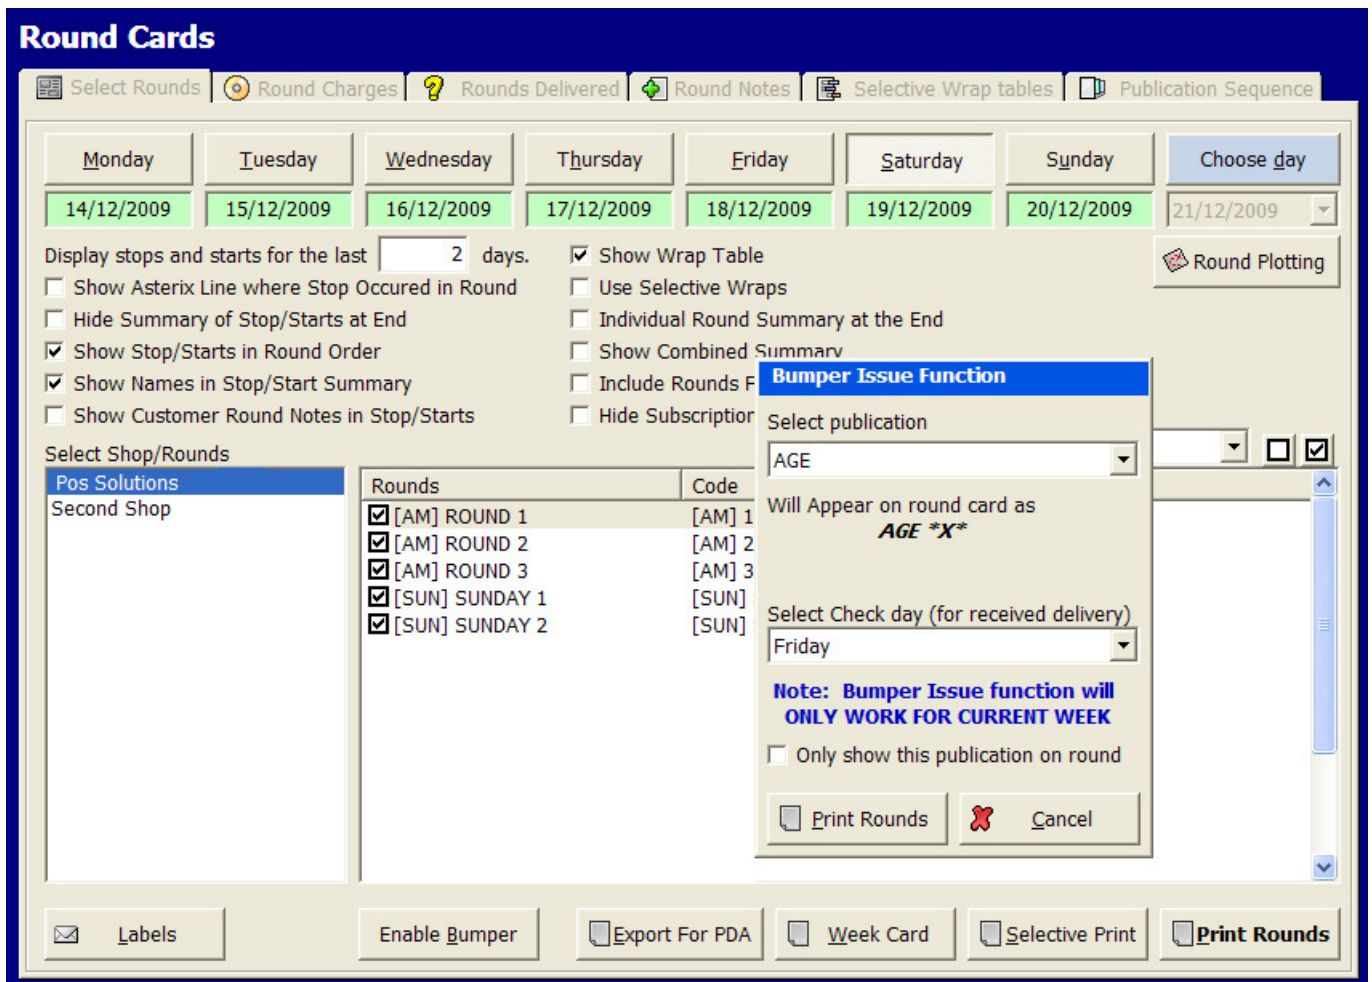 Round Cards
Select Rounds Round Charges Rounds Delivered Round Notes Selective Wrap tables Publication Sequence
Monday Tuesday Wednesday Thursday Friday Saturday Sunday Choose day
14/12/2009 15/12/2009 16/12/2009 17/12/2009 18/12/2009 19/12/2009 20/12/2009 21/12/2009
Display stops and starts for the last 2 days. Show Wrap Table Round Plotting
Show Asterix Line where Stop Occured in Round Use Selective Wraps
Hide Summary of Stop/Starts at End Individual Round Summary at the End
Show Stop/Starts in Round Order Show Combined Summary
Show Names in Stop/Start Summary Include Rounds F
Show Customer Round Notes in Stop/Starts Hide Subscription
Select Shop/Rounds
Pos Solutions
Second Shop
Rounds Code
[AM] ROUND 1 [AM] 1
[AM] ROUND 2 [AM] 2
[AM] ROUND 3 [AM] 3
[SUN] SUNDAY 1 [SUN]
[SUN] SUNDAY 2 [SUN]
Bumper Issue Function
Select publication
AGE
Will Appear on round card as
AGE *X*
Select Check day (for received delivery)
Friday
Note: Bumper Issue function will
ONLY WORK FOR CURRENT WEEK
Only show this publication on round
Print Rounds Cancel
Labels Enable Bumper Export For PDA Week Card Selective Print Print Rounds